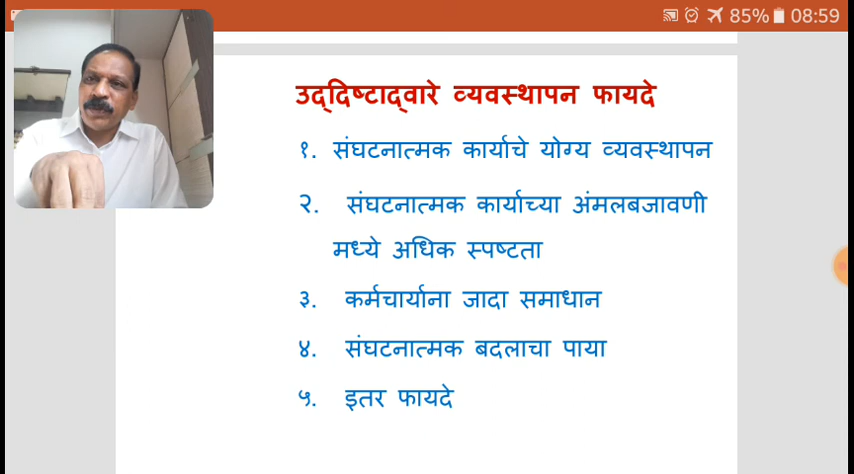 85% 08:59
उद्दिष्टाद्वारे व्यवस्थापन फायदे
१. संघटनात्मक कार्याचे योग्य व्यवस्थापन
२. संघटनात्मक कार्याच्या अंमलबजावणी
मध्ये अधिक स्पष्टता
३. कर्मचार्याना जादा समाधान
४. संघटनात्मक बदलाचा पाया
५. इतर फायदे